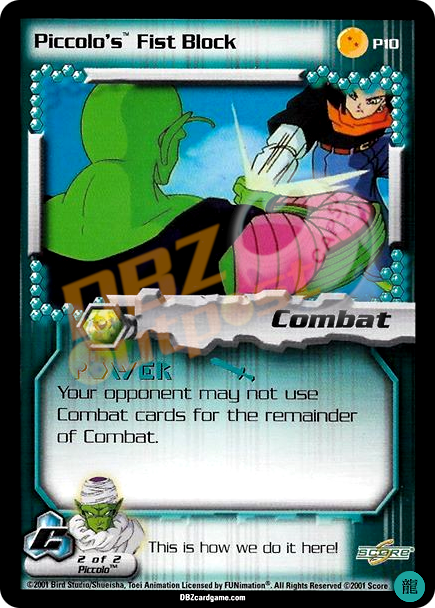 Piccolo's™ Fist Block
P10
CAPSULE
DBZ
Combat
POWER
Your opponent may not use
Combat cards for the remainder
of Combat.
2 of 2
Piccolo™
This is how we do it here!
SCORE
龍
©2001 Bird Studio/Shueisha, Toei Animation Licensed by FUNimation®. All Rights Reserved ©2001 Score
DBZcardgame.com